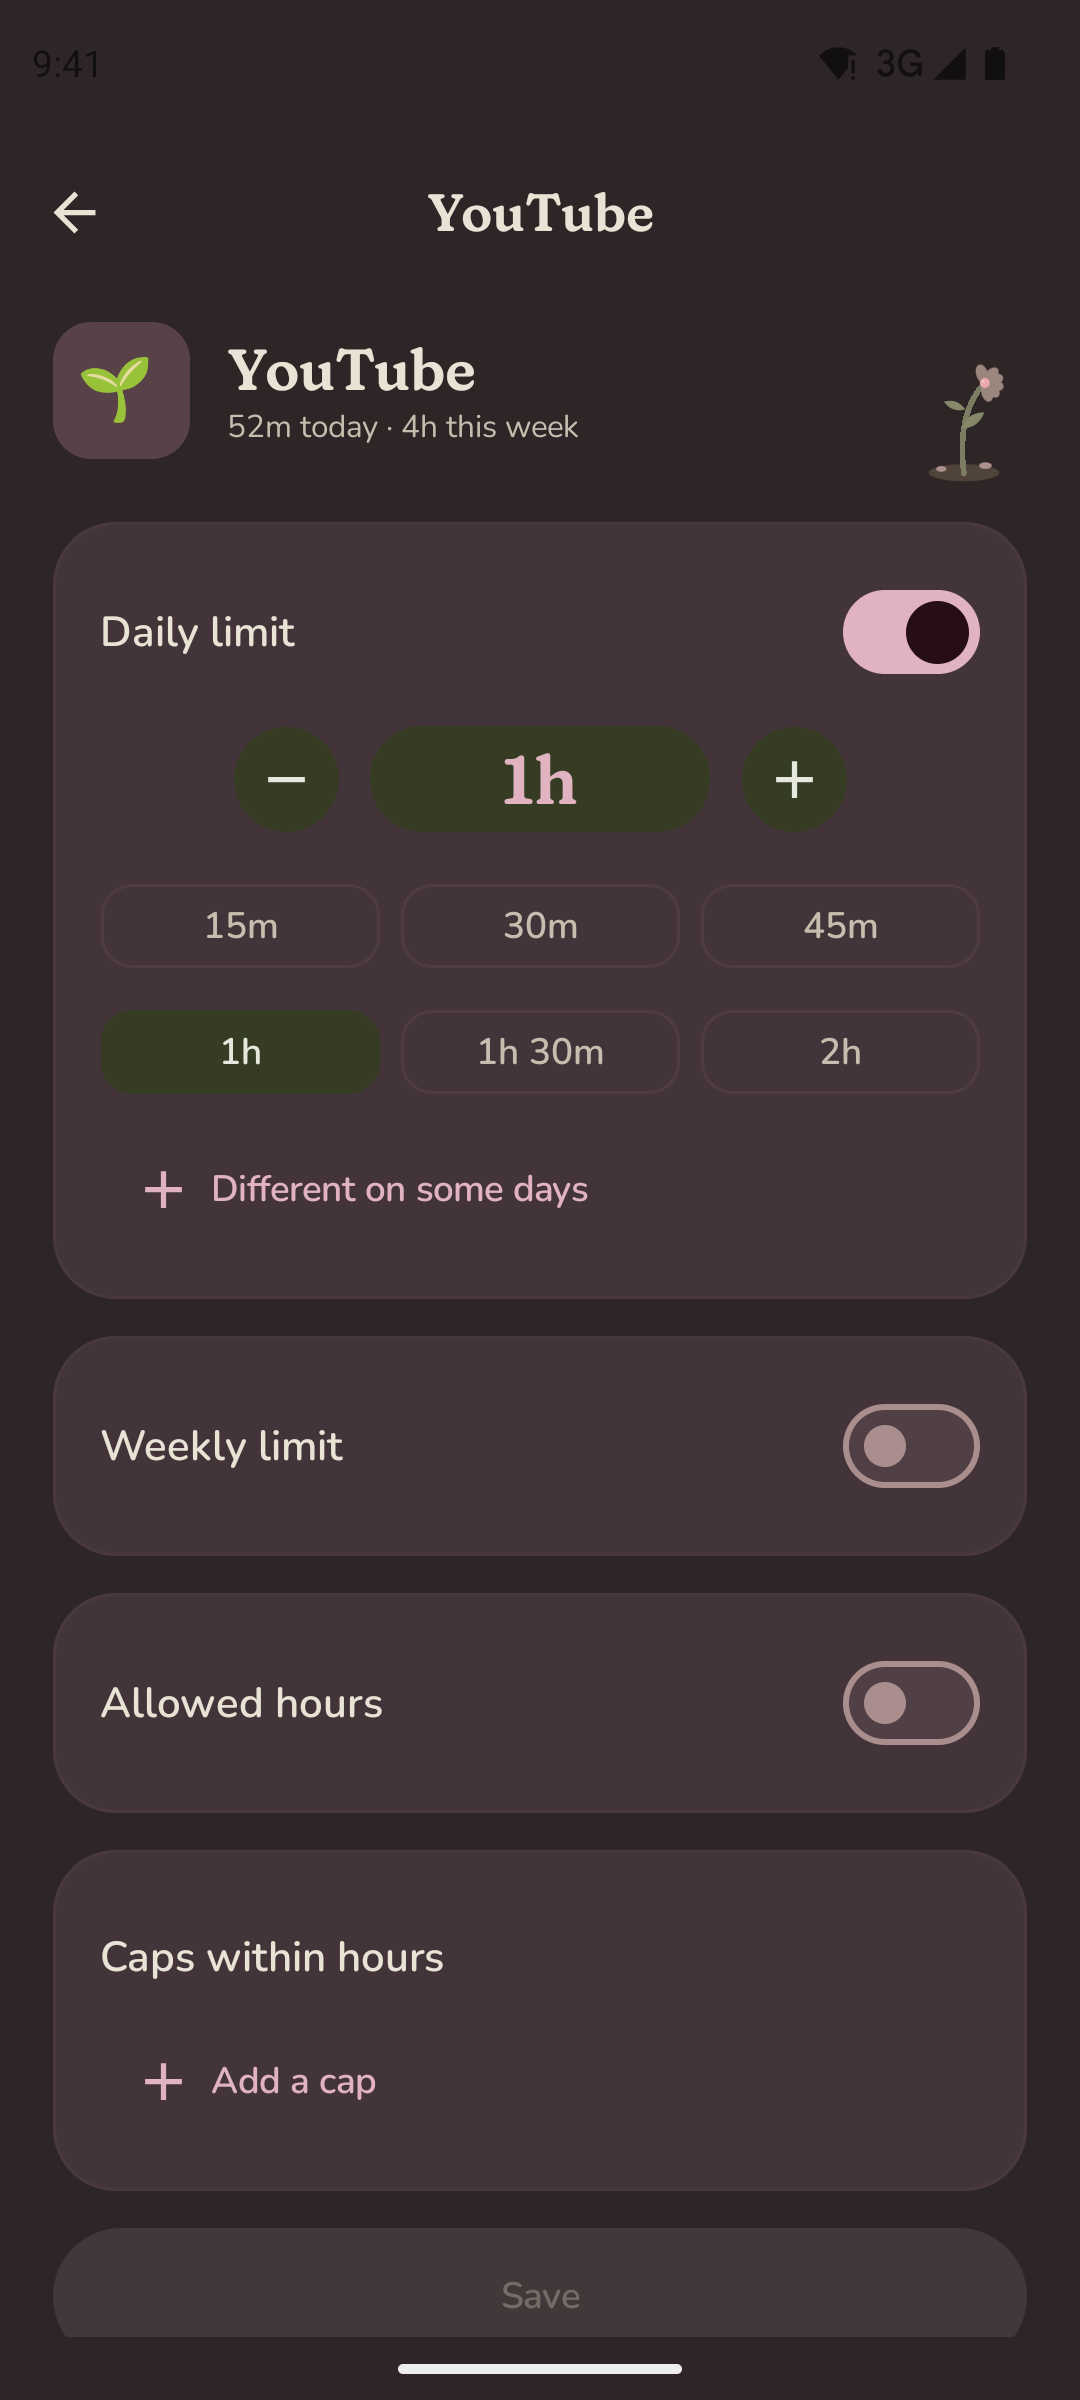 9:41
3G
YouTube
YouTube
52m today · 4h this week
Daily limit
1h
15m
30m
45m
1h
1h 30m
2h
Different on some days
Weekly limit
Allowed hours
Caps within hours
Add a cap
Save